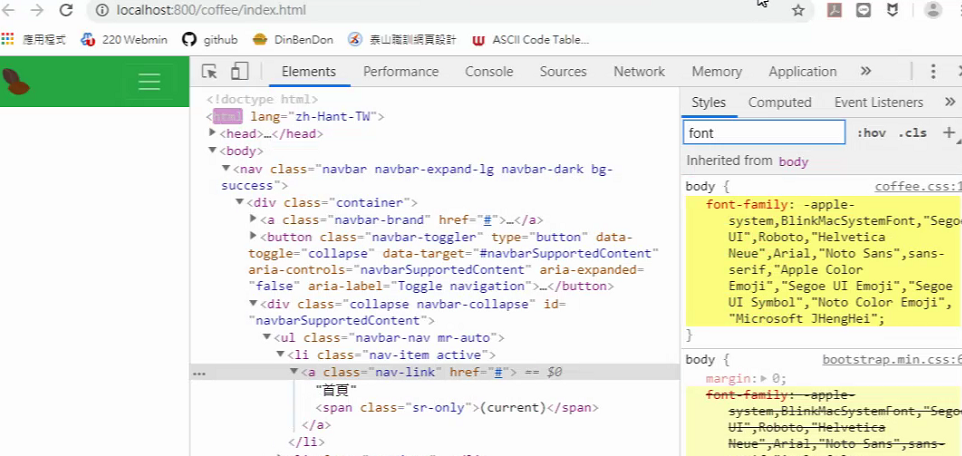 localhost:800/coffee/index.html
應用程式 220 Webmin github DinBenDon 泰山職訓網頁設計 ASCII Code Table...
Elements Performance Console Sources Network Memory Application »
<!doctype html>
<html lang="zh-Hant-TW">
<head>…</head>
<body>
<nav class="navbar navbar-expand-lg navbar-dark bg-
success">
<div class="container">
<a class="navbar-brand" href="#">…</a>
<button class="navbar-toggler" type="button" data-
toggle="collapse" data-target="#navbarSupportedContent"
aria-controls="navbarSupportedContent" aria-expanded=
"false" aria-label="Toggle navigation">…</button>
<div class="collapse navbar-collapse" id=
"navbarSupportedContent">
<ul class="navbar-nav mr-auto">
<li class="nav-item active">
… <a class="nav-link" href="#"> == $0
"首頁"
<span class="sr-only">(current)</span>
</a>
</li>
Styles Computed Event Listeners »
font :hov .cls +
Inherited from body
body { coffee.css:1
font-family: -apple-
system,BlinkMacSystemFont,"Segoe
UI",Roboto,"Helvetica
Neue",Arial,"Noto Sans",sans-
serif,"Apple Color
Emoji","Segoe UI Emoji","Segoe
UI Symbol","Noto Color Emoji",
"Microsoft JHengHei";
}
body { bootstrap.min.css:6
margin: 0;
font-family: -apple-
system,BlinkMacSystemFont,"Segoe
UI",Roboto,"Helvetica
Neue",Arial,"Noto Sans",sans-